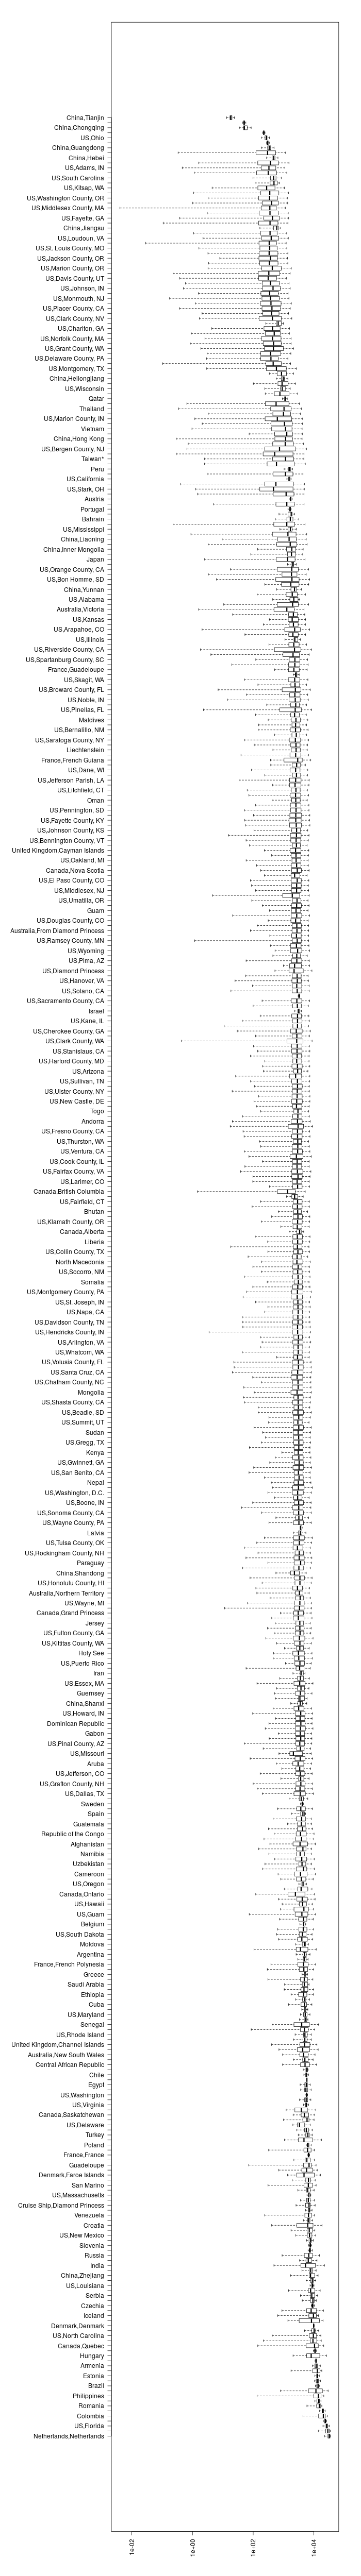 China,Tianjin
China,Chongqing
US,Ohio
China,Guangdong
China,Hebei
US,Adams, IN
US,South Carolina
US,Kitsap, WA
US,Washington County, OR
US,Middlesex County, MA
US,Fayette, GA
China,Jiangsu
US,Loudoun, VA
US,St. Louis County, MO
US,Jackson County, OR
US,Marion County, OR
US,Davis County, UT
US,Johnson, IN
US,Monmouth, NJ
US,Placer County, CA
US,Clark County, NV
US,Charlton, GA
US,Norfolk County, MA
US,Grant County, WA
US,Delaware County, PA
US,Montgomery, TX
China,Heilongjiang
US,Wisconsin
Qatar
Thailand
US,Marion County, IN
Vietnam
China,Hong Kong
US,Bergen County, NJ
Taiwan*
Peru
US,California
US,Stark, OH
Austria
Portugal
Bahrain
US,Mississippi
China,Liaoning
China,Inner Mongolia
Japan
US,Orange County, CA
US,Bon Homme, SD
China,Yunnan
US,Alabama
Australia,Victoria
US,Kansas
US,Arapahoe, CO
US,Illinois
US,Riverside County, CA
US,Spartanburg County, SC
France,Guadeloupe
US,Skagit, WA
US,Broward County, FL
US,Noble, IN
US,Pinellas, FL
Maldives
US,Bernalillo, NM
US,Saratoga County, NY
Liechtenstein
France,French Guiana
US,Dane, WI
US,Jefferson Parish, LA
US,Litchfield, CT
Oman
US,Pennington, SD
US,Fayette County, KY
US,Johnson County, KS
US,Bennington County, VT
United Kingdom,Cayman Islands
US,Oakland, MI
Canada,Nova Scotia
US,El Paso County, CO
US,Middlesex, NJ
US,Umatilla, OR
Guam
US,Douglas County, CO
Australia,From Diamond Princess
US,Ramsey County, MN
US,Wyoming
US,Pima, AZ
US,Diamond Princess
US,Hanover, VA
US,Solano, CA
US,Sacramento County, CA
Israel
US,Kane, IL
US,Cherokee County, GA
US,Clark County, WA
US,Stanislaus, CA
US,Harford County, MD
US,Arizona
US,Sullivan, TN
US,Ulster County, NY
US,New Castle, DE
Togo
Andorra
US,Fresno County, CA
US,Thurston, WA
US,Ventura, CA
US,Cook County, IL
US,Fairfax County, VA
US,Larimer, CO
Canada,British Columbia
US,Fairfield, CT
Bhutan
US,Klamath County, OR
Canada,Alberta
Liberia
US,Collin County, TX
North Macedonia
US,Socorro, NM
Somalia
US,Montgomery County, PA
US,St. Joseph, IN
US,Napa, CA
US,Davidson County, TN
US,Hendricks County, IN
US,Arlington, VA
US,Whatcom, WA
US,Volusia County, FL
US,Santa Cruz, CA
US,Chatham County, NC
Mongolia
US,Shasta County, CA
US,Beadle, SD
US,Summit, UT
Sudan
US,Gregg, TX
Kenya
US,Gwinnett, GA
US,San Benito, CA
Nepal
US,Washington, D.C.
US,Boone, IN
US,Sonoma County, CA
US,Wayne County, PA
Latvia
US,Tulsa County, OK
US,Rockingham County, NH
Paraguay
China,Shandong
US,Honolulu County, HI
Australia,Northern Territory
US,Wayne, MI
Canada,Grand Princess
Jersey
US,Fulton County, GA
US,Kittitas County, WA
Holy See
US,Puerto Rico
Iran
US,Essex, MA
Guernsey
China,Shanxi
US,Howard, IN
Dominican Republic
Gabon
US,Pinal County, AZ
US,Missouri
Aruba
US,Jefferson, CO
US,Grafton County, NH
US,Dallas, TX
Sweden
Spain
Guatemala
Republic of the Congo
Afghanistan
Namibia
Uzbekistan
Cameroon
US,Oregon
Canada,Ontario
US,Hawaii
US,Guam
Belgium
US,South Dakota
Moldova
Argentina
France,French Polynesia
Greece
Saudi Arabia
Ethiopia
Cuba
US,Maryland
Senegal
US,Rhode Island
United Kingdom,Channel Islands
Australia,New South Wales
Central African Republic
Chile
Egypt
US,Washington
US,Virginia
Canada,Saskatchewan
US,Delaware
Turkey
Poland
France,France
Guadeloupe
Denmark,Faroe Islands
San Marino
US,Massachusetts
Cruise Ship,Diamond Princess
Venezuela
Croatia
US,New Mexico
Slovenia
Russia
India
China,Zhejiang
US,Louisiana
Serbia
Czechia
Iceland
Denmark,Denmark
US,North Carolina
Canada,Quebec
Hungary
Armenia
Estonia
Brazil
Philippines
Romania
Colombia
US,Florida
Netherlands,Netherlands
1e-02
1e+00
1e+02
1e+04